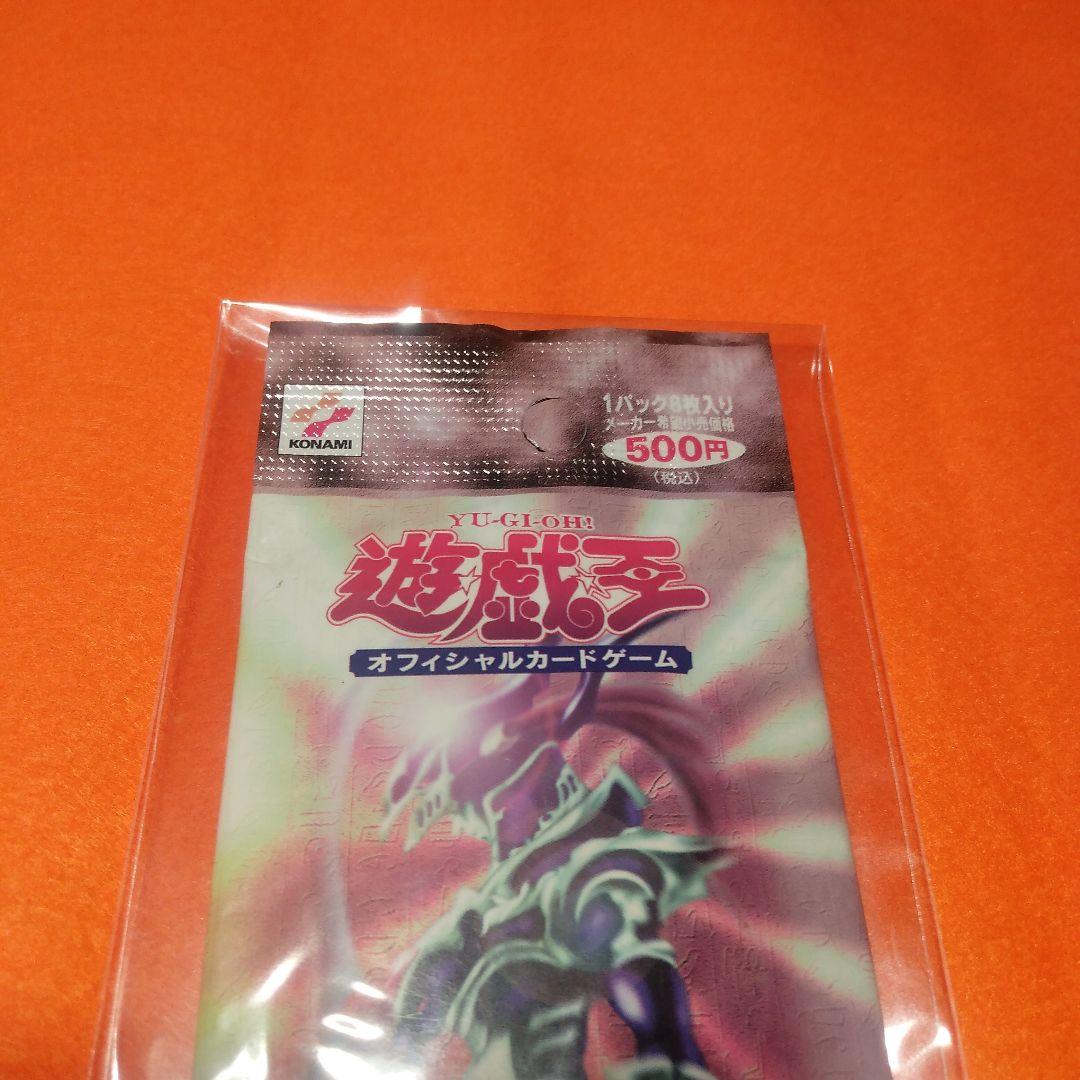 KONAMI
1パック8枚入り
メーカー希望小売価格
500円
(税込)
YU-GI-OH!
遊戯王
オフィシャルカードゲーム